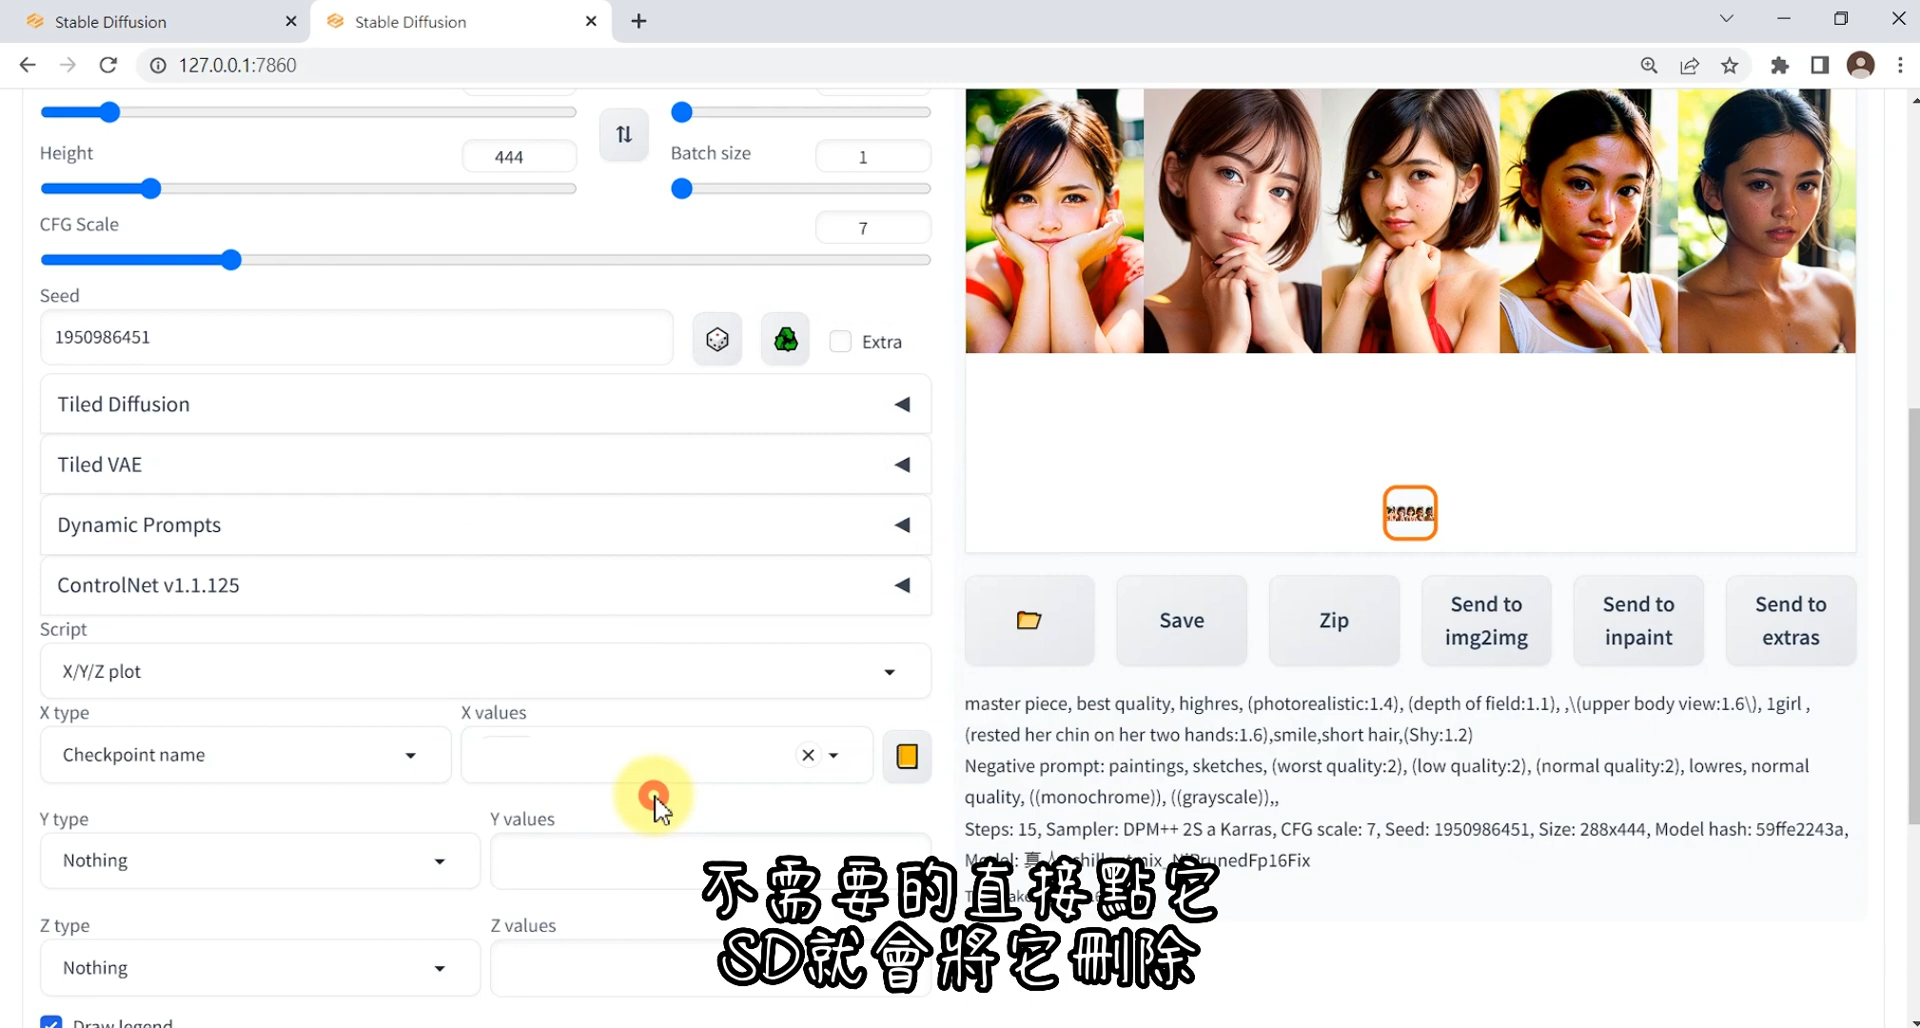 Stable Diffusion
Stable Diffusion
127.0.0.1:7860
Height
444
Batch size
1
CFG Scale
7
Seed
1950986451
Extra
Tiled Diffusion
Tiled VAE
Dynamic Prompts
ControlNet v1.1.125
Script
X/Y/Z plot
X type
X values
Checkpoint name
Y type
Y values
Nothing
Z type
Z values
Nothing
Draw legend
Save
Zip
Send to
img2img
Send to
inpaint
Send to
extras
master piece, best quality, highres, (photorealistic:1.4), (depth of field:1.1), ,\(upper body view:1.6\), 1girl ,
(rested her chin on her two hands:1.6),smile,short hair,(Shy:1.2)
Negative prompt: paintings, sketches, (worst quality:2), (low quality:2), (normal quality:2), lowres, normal
quality, ((monochrome)), ((grayscale)),,
Steps: 15, Sampler: DPM++ 2S a Karras, CFG scale: 7, Seed: 1950986451, Size: 288x444, Model hash: 59ffe2243a,
不需要的直接點它
SD就會將它刪除